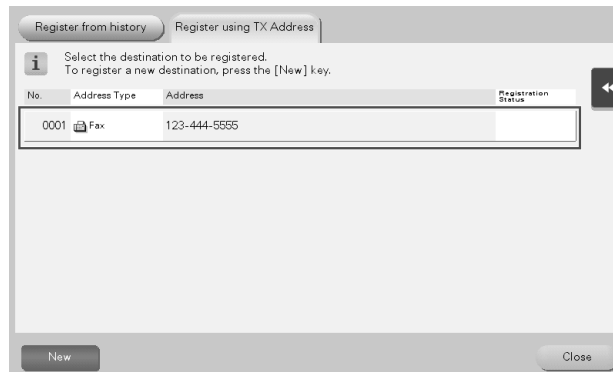 Register from history
Register using TX Address
i
Select the destination to be registered.
To register a new destination, press the [New] key.
No. Address Type Address Registration Status
0001 Fax 123-444-5555
New
Close